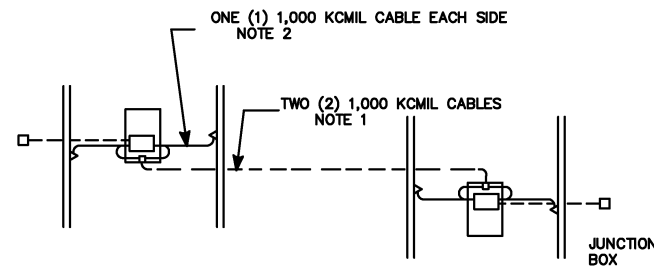 ONE (1) 1,000 KCMIL CABLE EACH SIDE
NOTE 2
TWO (2) 1,000 KCMIL CABLES
NOTE 1
JUNCTION
BOX